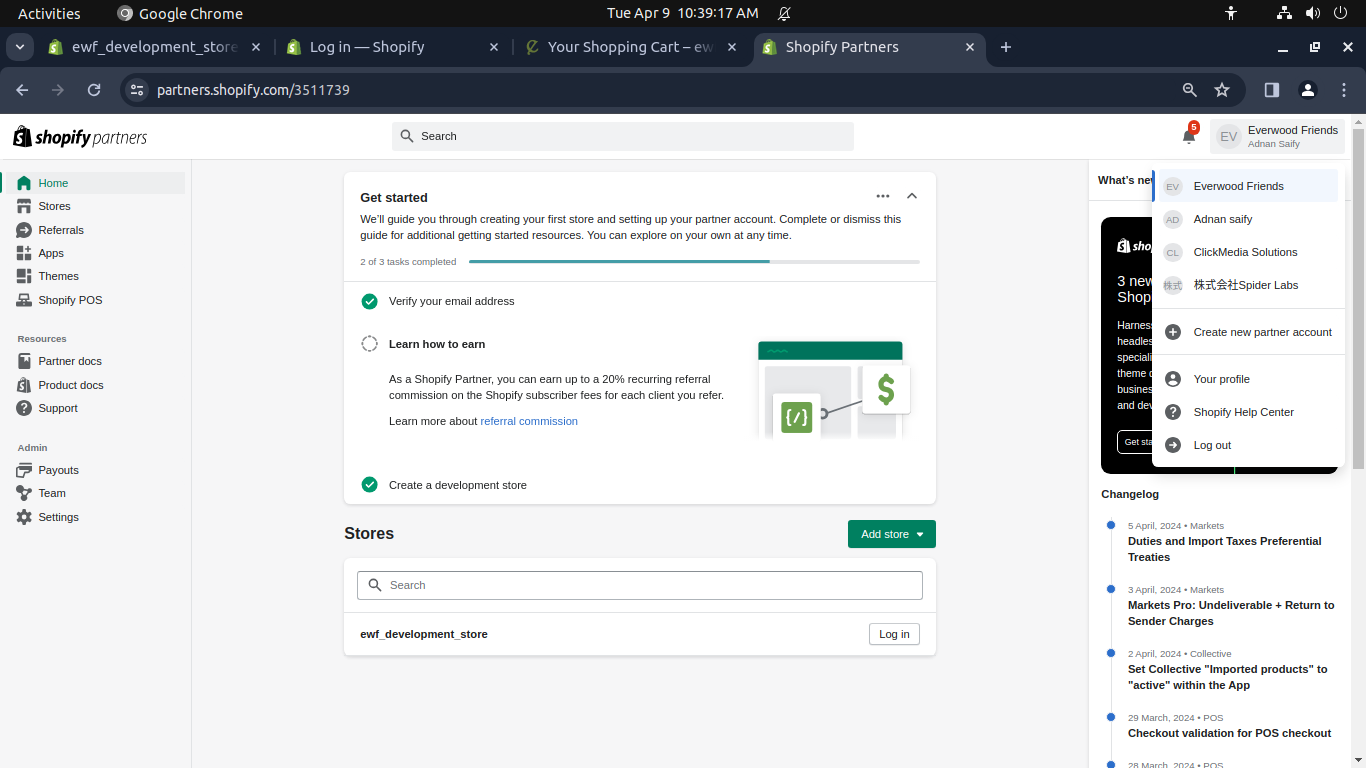 Activities
Google Chrome
Tue Apr 9 10:39:17 AM
ewf_development_store
Log in — Shopify
Your Shopping Cart – ew
Shopify Partners
partners.shopify.com/3511739
shopify partners
Search
5
EV
Everwood Friends
Adnan Saify
Home
Stores
Referrals
Apps
Themes
Shopify POS
Resources
Partner docs
Product docs
Support
Admin
Payouts
Team
Settings
Get started
We'll guide you through creating your first store and setting up your partner account. Complete or dismiss this
guide for additional getting started resources. You can explore on your own at any time.
2 of 3 tasks completed
Verify your email address
Learn how to earn
As a Shopify Partner, you can earn up to a 20% recurring referral
commission on the Shopify subscriber fees for each client you refer.
Learn more about referral commission
Create a development store
Stores
Add store
Search
ewf_development_store
Log in
What's new
EV Everwood Friends
AD Adnan saify
CL ClickMedia Solutions
株式 株式会社Spider Labs
Create new partner account
Your profile
Shopify Help Center
Log out
3 new
Shop
Harness
headles
speciali
theme d
busines
and dev
Get sta
Changelog
5 April, 2024 • Markets
Duties and Import Taxes Preferential
Treaties
3 April, 2024 • Markets
Markets Pro: Undeliverable + Return to
Sender Charges
2 April, 2024 • Collective
Set Collective "Imported products" to
"active" within the App
29 March, 2024 • POS
Checkout validation for POS checkout
28 March, 2024 • POS